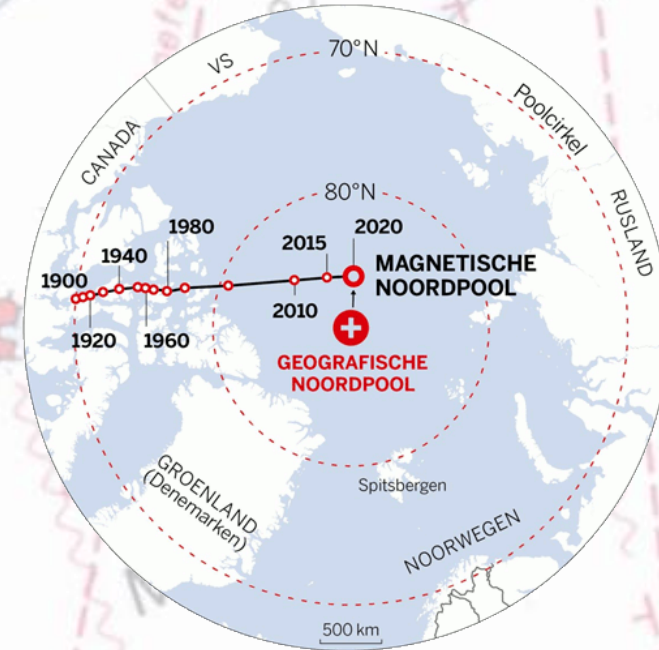 70°N
VS
Poolcirkel
CANADA
RUSLAND
80°N
1980
2020
2015
1940
1900
MAGNETISCHE
NOORDPOOL
2010
1920
1960
GEOGRAFISCHE
NOORDPOOL
GROENLAND
(Denemarken)
Spitsbergen
NOORWEGEN
500 km